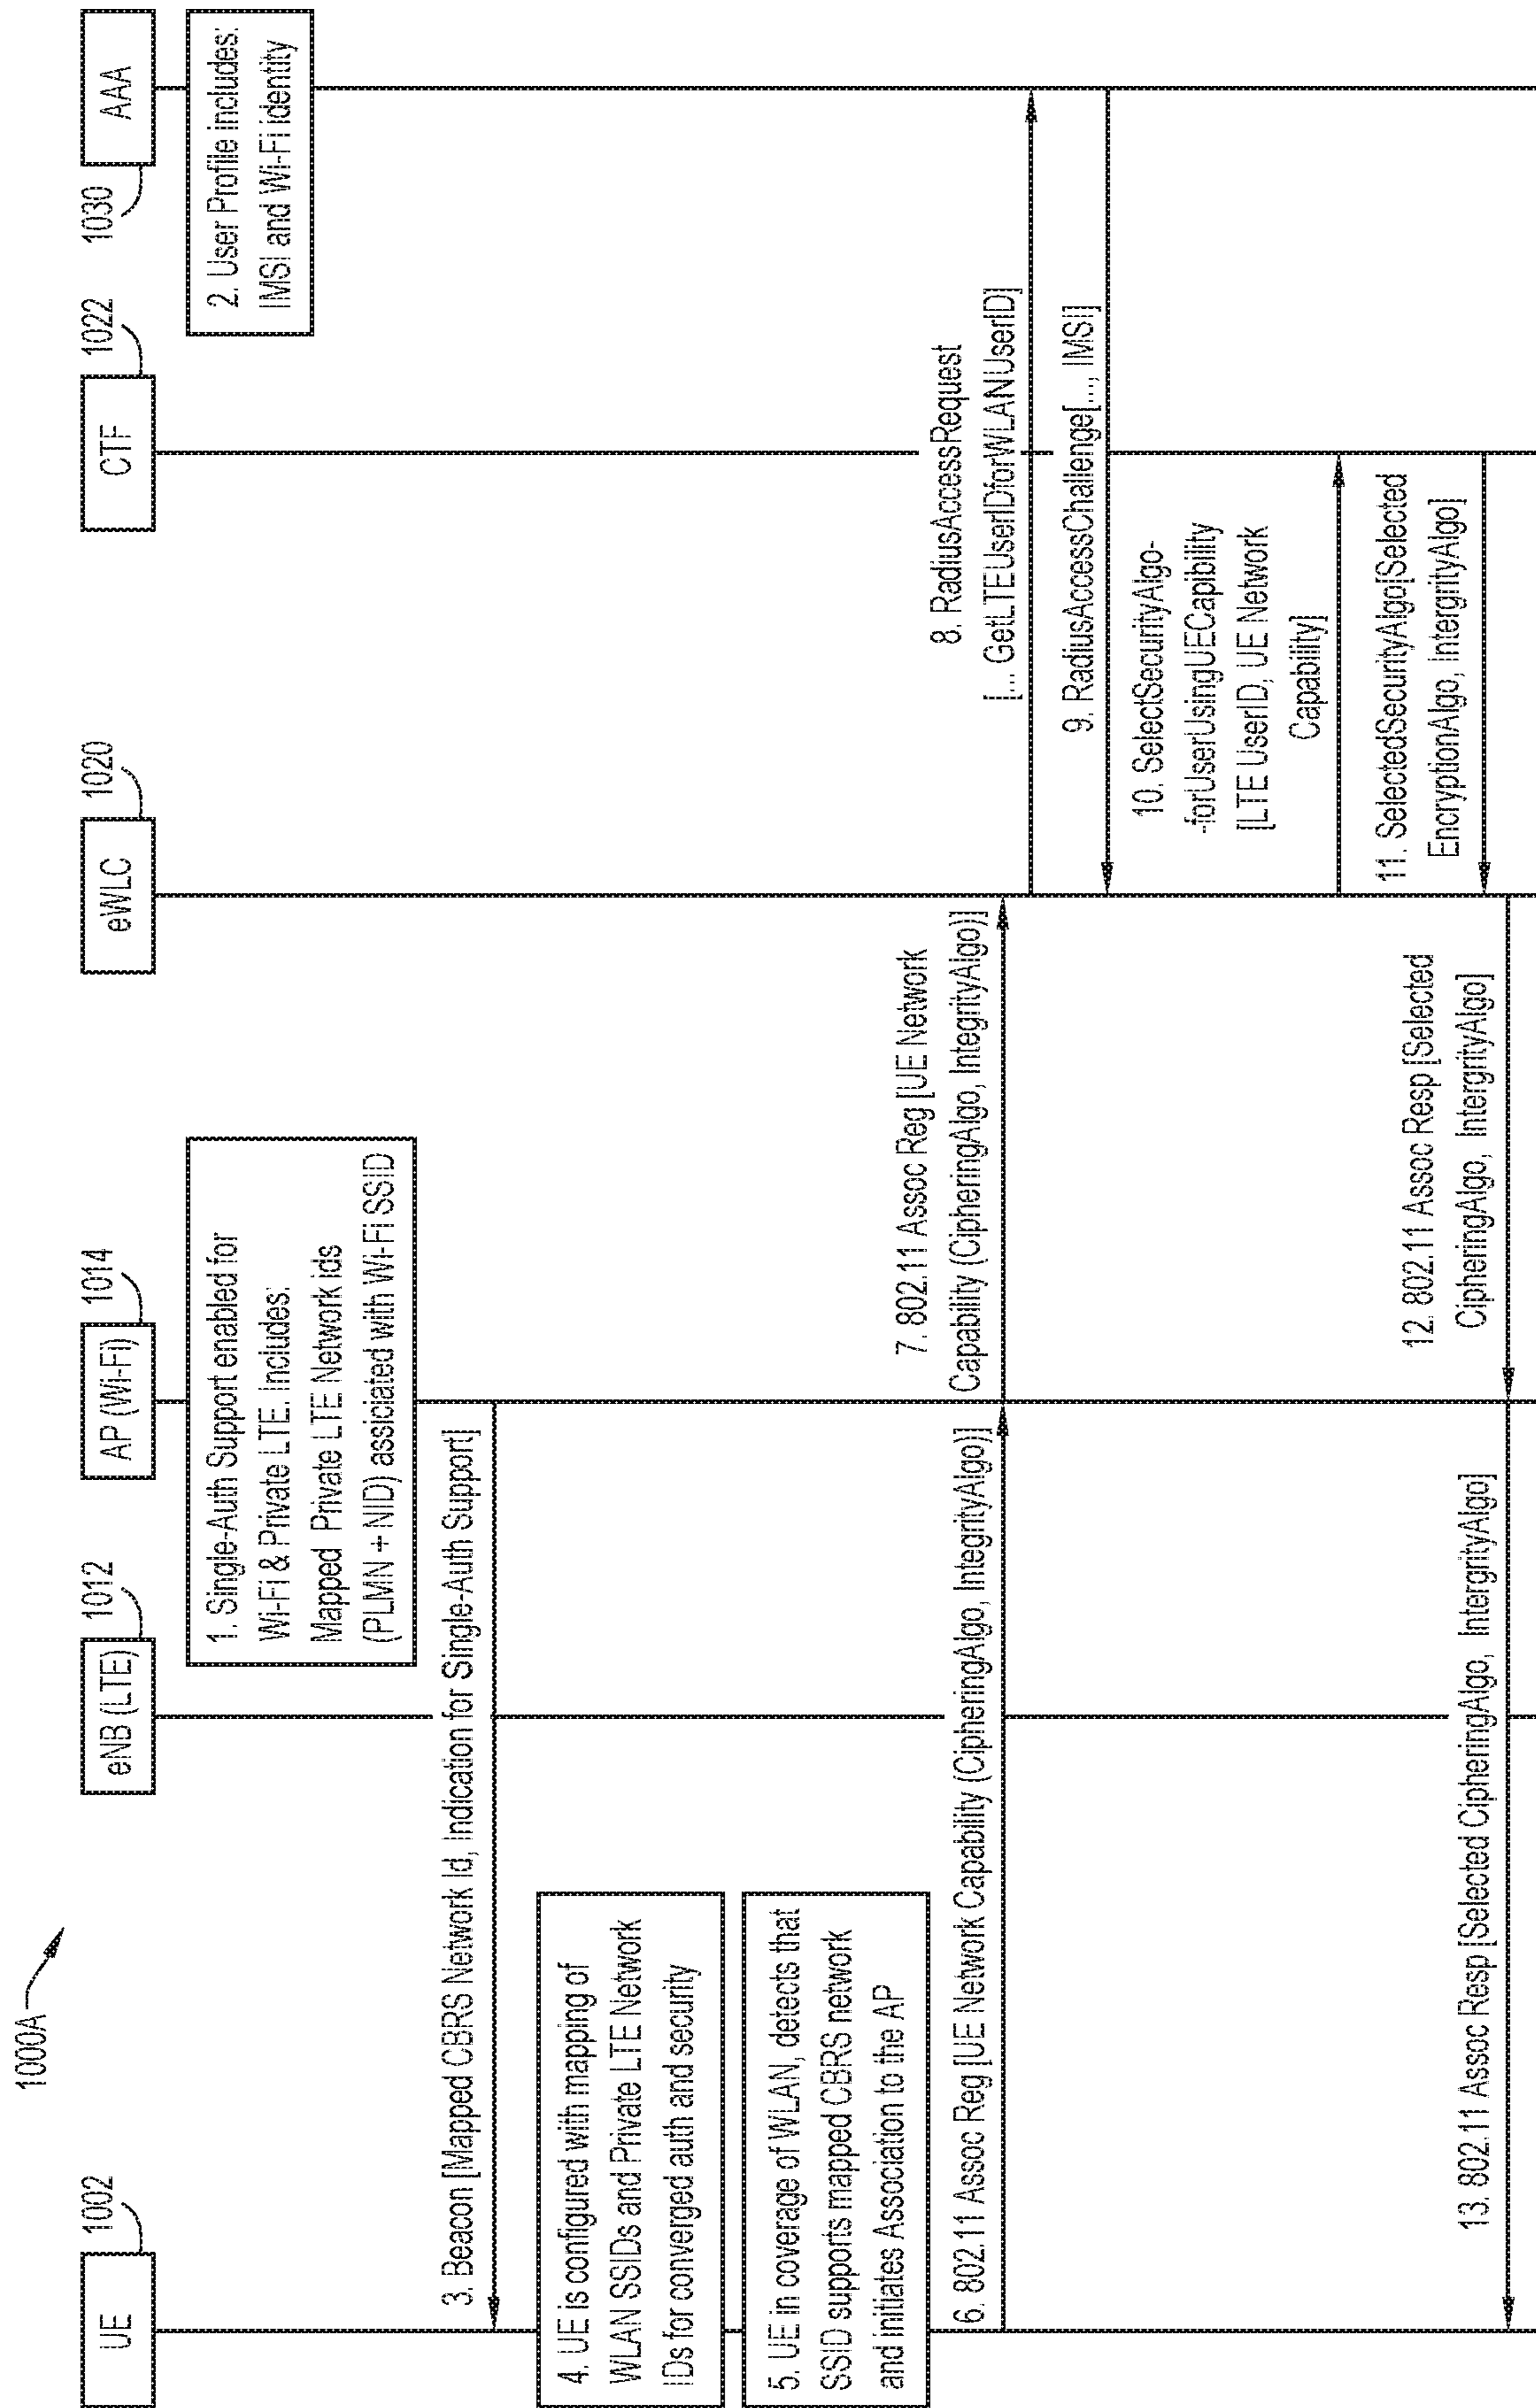 1000A
UE
1002
eNB (LTE)
1012
AP (Wi-Fi)
1014
eWLC
1020
CTF
1022
AAA
1030
1. Single-Auth Support enabled for
Wi-Fi & Private LTE. Includes:
Mapped Private LTE Network ids
(PLMN + NID) assiciated with Wi-Fi SSID
2. User Profile includes:
IMSI and Wi-Fi identity
3. Beacon [Mapped CBRS Network Id, Indication for Single-Auth Support]
4. UE is configured with mapping of
WLAN SSIDs and Private LTE Network
IDs for converged auth and security
5. UE in coverage of WLAN, detects that
SSID supports mapped CBRS network
and initiates Association to the AP
6. 802.11 Assoc Reg [UE Network Capability (CipheringAlgo, IntegrityAlgo)]
7. 802.11 Assoc Reg [UE Network
Capability (CipheringAlgo, IntegrityAlgo)]
8. RadiusAccessRequest
[... GetLTEUserIDforWLANUserID]
9. RadiusAccessChallenge[..., IMSI]
10. SelectSecurityAlgo-
-forUserUsingUECapibility
[LTE UserID, UE Network
Capability]
11. SelectedSecurityAlgo[Selected
EncryptionAlgo, IntergrityAlgo]
12. 802.11 Assoc Resp [Selected
CipheringAlgo, IntergrityAlgo]
13. 802.11 Assoc Resp [Selected CipheringAlgo, IntergrityAlgo]